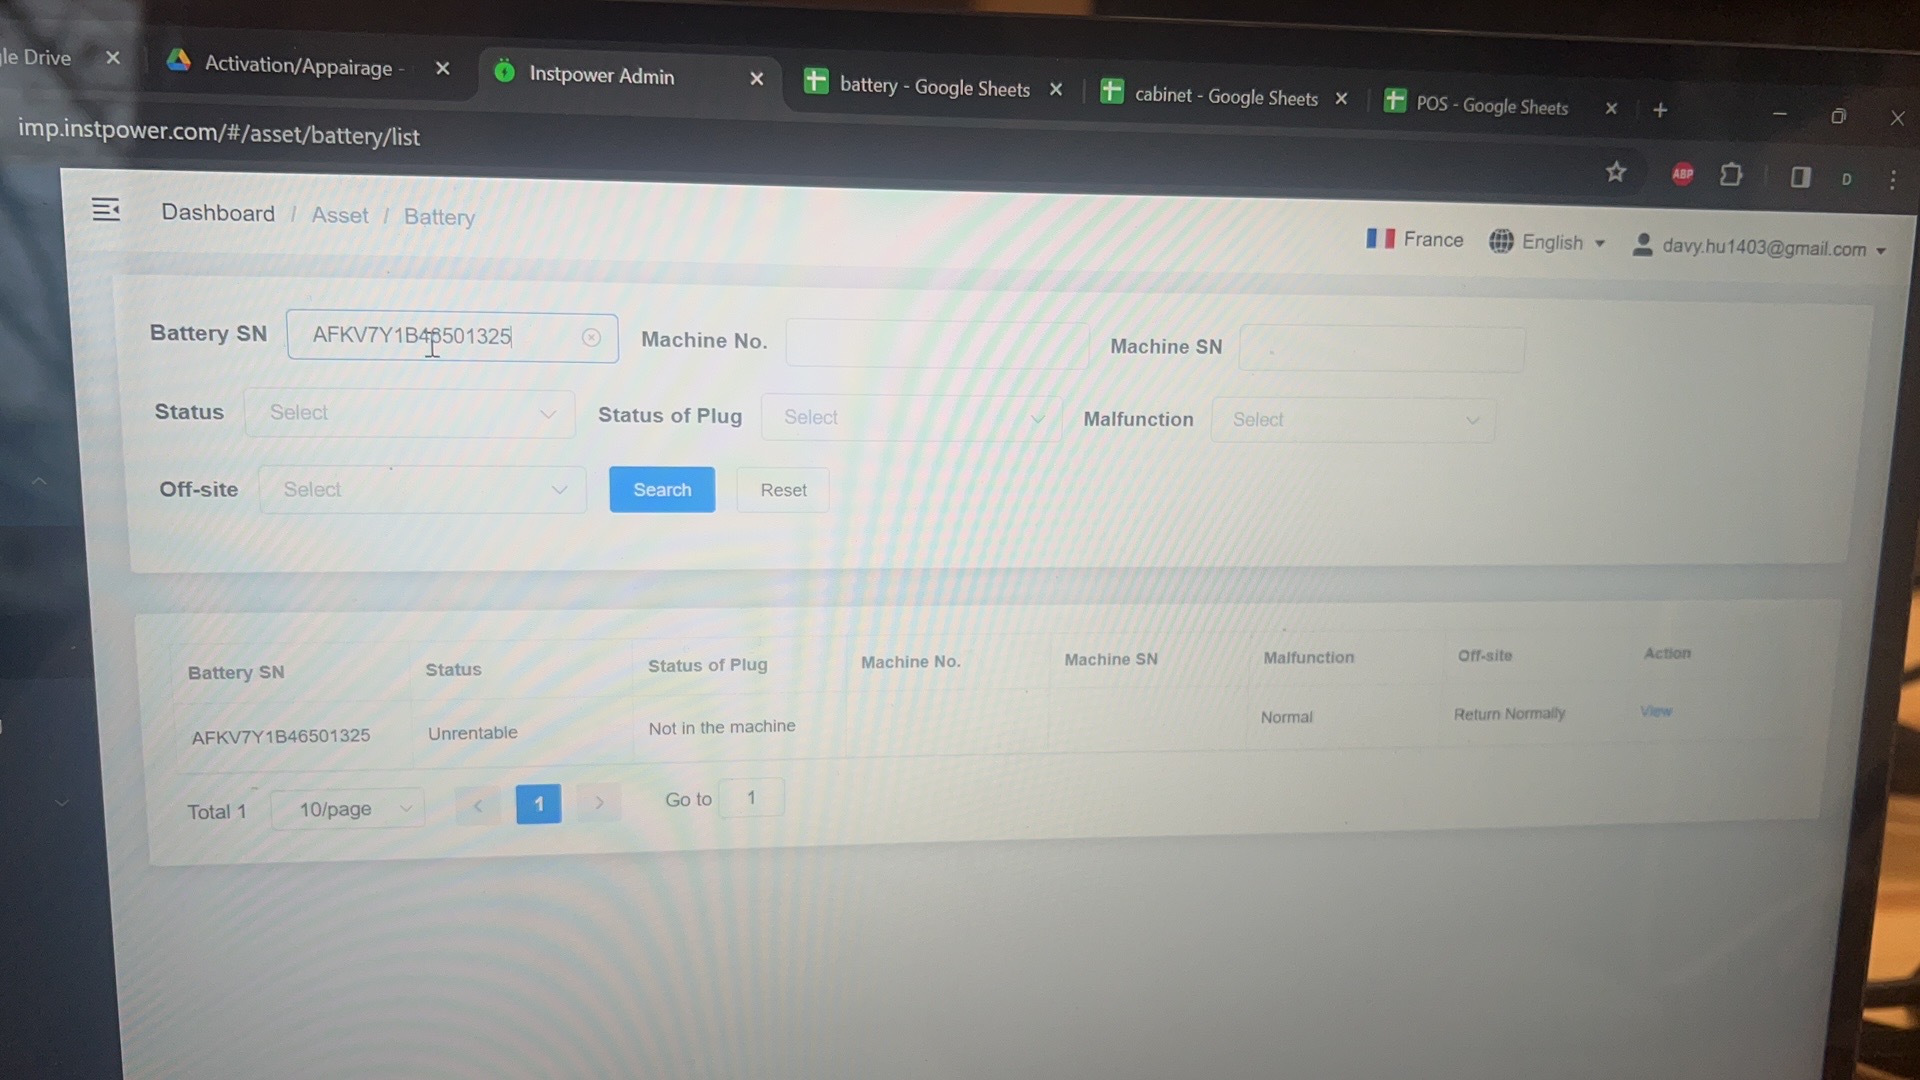 le Drive
Activation/Appairage -
Instpower Admin
battery - Google Sheets
cabinet - Google Sheets
POS - Google Sheets
imp.instpower.com/#/asset/battery/list
ABP
D
Dashboard / Asset / Battery
France
English
davy.hu1403@gmail.com
Battery SN AFKV7Y1B46501325
Machine No.
Machine SN
Status Select
Status of Plug Select
Malfunction Select
Off-site Select
Search
Reset
Battery SN Status Status of Plug Machine No. Machine SN Malfunction Off-site Action
AFKV7Y1B46501325 Unrentable Not in the machine Normal Return Normally View
Total 1 10/page < 1 > Go to 1